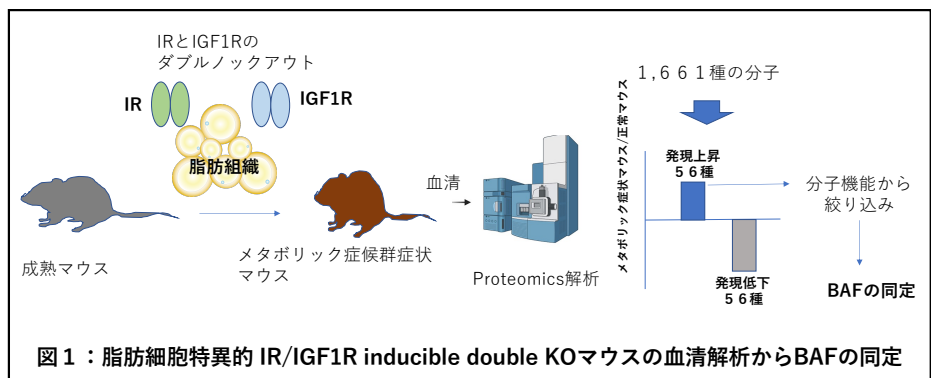 IRとIGF1Rの
ダブルノックアウト
IR
IGF1R
脂肪組織
成熟マウス
メタボリック症候群症状
マウス
血清
Proteomics解析
1,661種の分子
メタボリック症状マウス/正常マウス
発現上昇
56種
発現低下
56種
分子機能から
絞り込み
BAFの同定
図1：脂肪細胞特異的 IR/IGF1R inducible double KOマウスの血清解析からBAFの同定